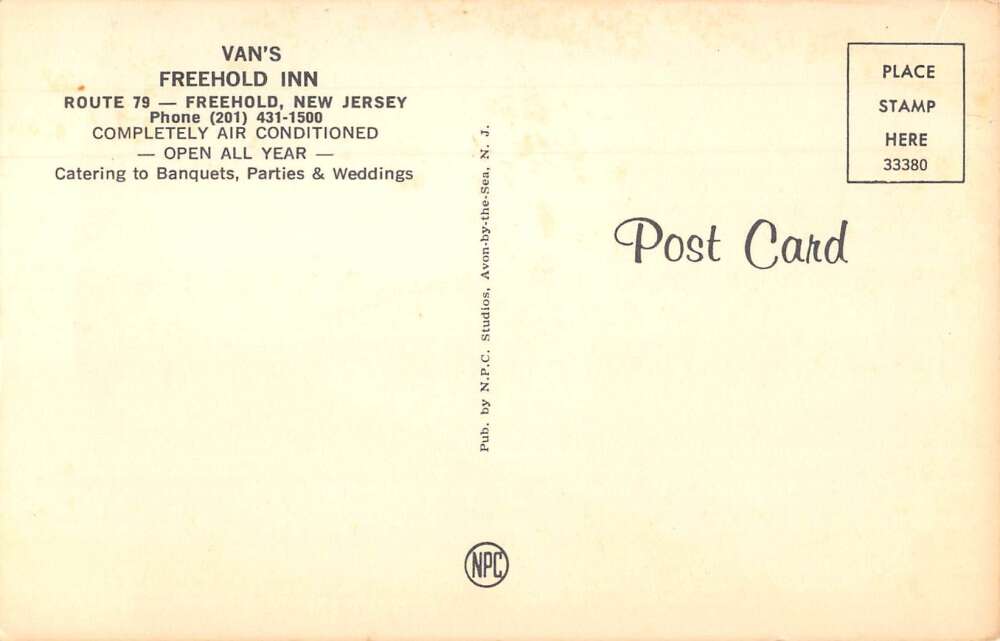 VAN'S
FREEHOLD INN
ROUTE 79 — FREEHOLD, NEW JERSEY
Phone (201) 431-1500
COMPLETELY AIR CONDITIONED
— OPEN ALL YEAR —
Catering to Banquets, Parties & Weddings
Pub. by N.P.C. Studios, Avon-by-the-Sea, N. J.
PLACE
STAMP
HERE
33380
Post Card
NPC